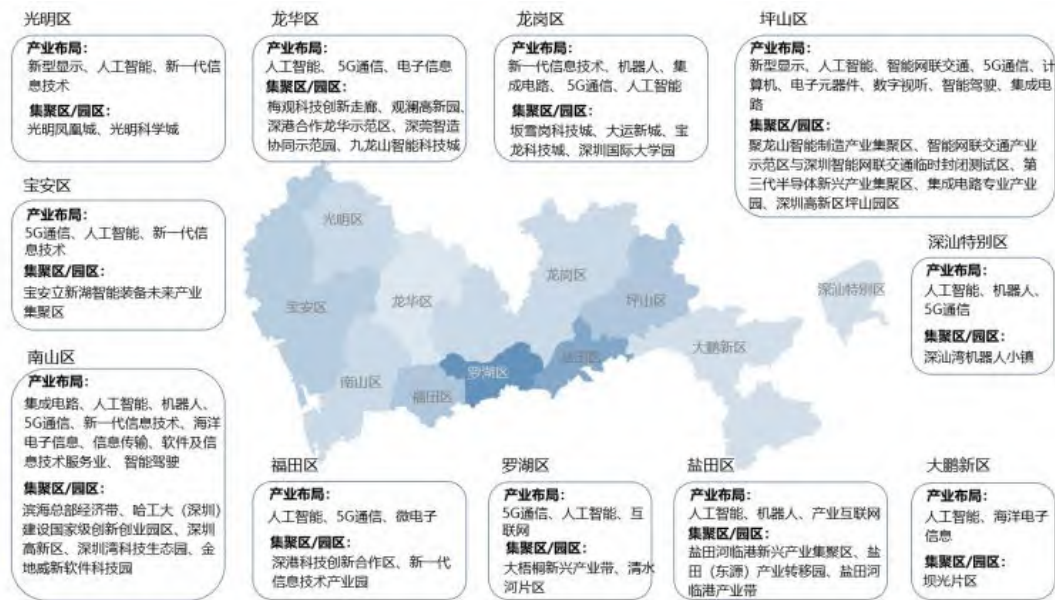 光明区
产业布局：
新型显示、人工智能、新一代信
息技术
集聚区/园区：
光明凤凰城、光明科学城
龙华区
产业布局：
人工智能、 5G通信、电子信息
集聚区/园区：
梅观科技创新走廊、观澜高新园、
深港合作龙华示范区、深莞智造
协同示范园、九龙山智能科技城
龙岗区
产业布局：
新一代信息技术、机器人、集
成电路、 5G通信、人工智能
集聚区/园区：
坂雪岗科技城、大运新城、宝
龙科技城、深圳国际大学园
坪山区
产业布局：
新型显示、人工智能、智能网联交通、5G通信、计
算机、电子元器件、数字视听、智能驾驶、集成电
路
集聚区/园区：
聚龙山智能制造产业集聚区、智能网联交通产业
示范区与深圳智能网联交通临时封闭测试区、第
三代半导体新兴产业集聚区、集成电路专业产业
园、深圳高新区坪山园区
宝安区
产业布局：
5G通信、人工智能、新一代信
息技术
集聚区/园区：
宝安立新湖智能装备未来产业
集聚区
深汕特别区
产业布局：
人工智能、机器人、
5G通信
集聚区/园区：
深汕湾机器人小镇
光明区
宝安区
龙华区
龙岗区
坪山区
深汕特别区
大鹏新区
盐田区
罗湖区
福田区
南山区
南山区
产业布局：
集成电路、人工智能、机器人、
5G通信、新一代信息技术、海洋
电子信息、信息传输、软件及信
息技术服务业、 智能驾驶
集聚区/园区：
滨海总部经济带、哈工大（深圳）
建设国家级创新创业园区、深圳
高新区、深圳湾科技生态园、金
地威新软件科技园
福田区
产业布局：
人工智能、5G通信、微电子
集聚区/园区：
深港科技创新合作区、新一代
信息技术产业园
罗湖区
产业布局：
5G通信、人工智能、互
联网
集聚区/园区：
大梧桐新兴产业带、清水
河片区
盐田区
产业布局：
人工智能、机器人、产业互联网
集聚区/园区：
盐田河临港新兴产业集聚区、盐
田（东源）产业转移园、盐田河
临港产业带
大鹏新区
产业布局：
人工智能、海洋电子
信息
集聚区/园区：
坝光片区